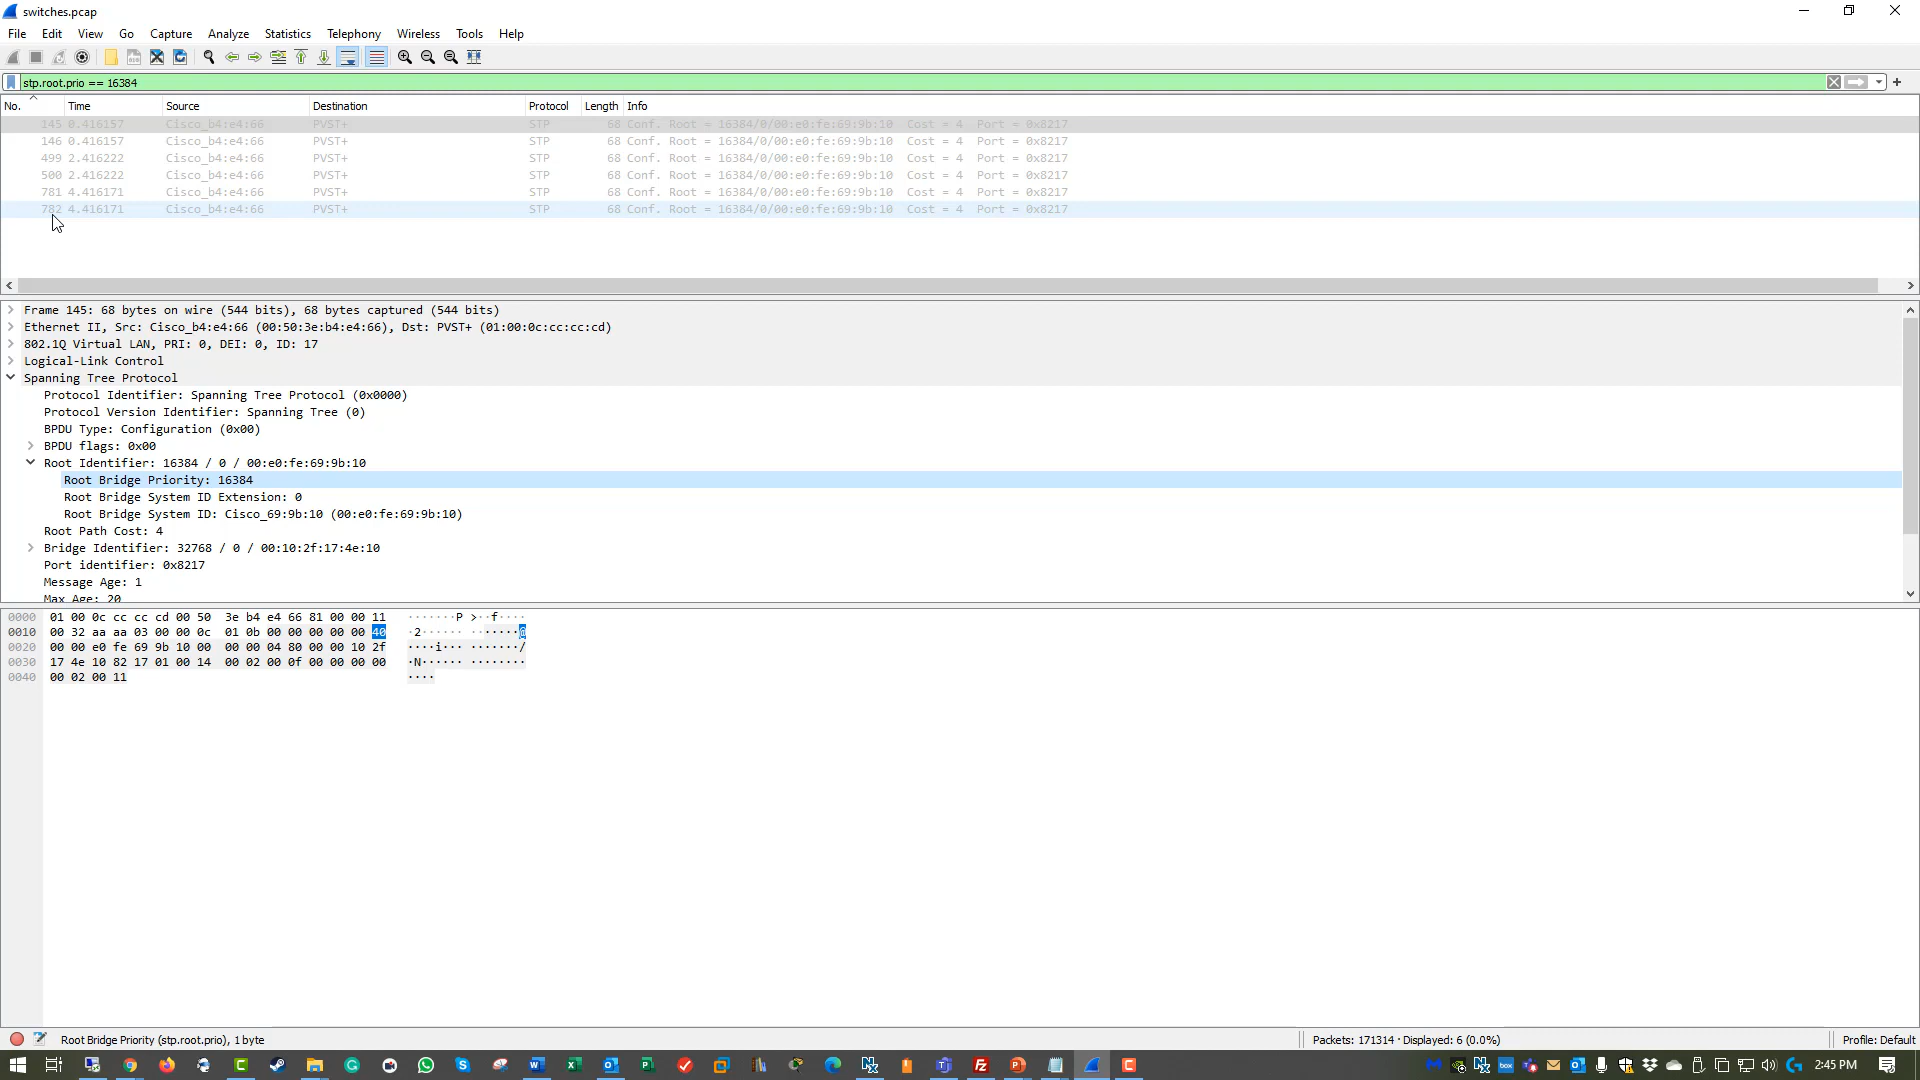 switches.pcap
File Edit View Go Capture Analyze Statistics Telephony Wireless Tools Help
stp.root.prio == 16384
No. Time Source Destination Protocol Length Info
145 0.416157 Cisco_b4:e4:66 PVST+ STP 68 Conf. Root = 16384/0/00:e0:fe:69:9b:10 Cost = 4 Port = 0x8217
146 0.416157 Cisco_b4:e4:66 PVST+ STP 68 Conf. Root = 16384/0/00:e0:fe:69:9b:10 Cost = 4 Port = 0x8217
499 2.416222 Cisco_b4:e4:66 PVST+ STP 68 Conf. Root = 16384/0/00:e0:fe:69:9b:10 Cost = 4 Port = 0x8217
500 2.416222 Cisco_b4:e4:66 PVST+ STP 68 Conf. Root = 16384/0/00:e0:fe:69:9b:10 Cost = 4 Port = 0x8217
781 4.416171 Cisco_b4:e4:66 PVST+ STP 68 Conf. Root = 16384/0/00:e0:fe:69:9b:10 Cost = 4 Port = 0x8217
782 4.416171 Cisco_b4:e4:66 PVST+ STP 68 Conf. Root = 16384/0/00:e0:fe:69:9b:10 Cost = 4 Port = 0x8217
Frame 145: 68 bytes on wire (544 bits), 68 bytes captured (544 bits)
Ethernet II, Src: Cisco_b4:e4:66 (00:50:3e:b4:e4:66), Dst: PVST+ (01:00:0c:cc:cc:cd)
802.1Q Virtual LAN, PRI: 0, DEI: 0, ID: 17
Logical-Link Control
Spanning Tree Protocol
Protocol Identifier: Spanning Tree Protocol (0x0000)
Protocol Version Identifier: Spanning Tree (0)
BPDU Type: Configuration (0x00)
BPDU flags: 0x00
Root Identifier: 16384 / 0 / 00:e0:fe:69:9b:10
Root Bridge Priority: 16384
Root Bridge System ID Extension: 0
Root Bridge System ID: Cisco_69:9b:10 (00:e0:fe:69:9b:10)
Root Path Cost: 4
Bridge Identifier: 32768 / 0 / 00:10:2f:17:4e:10
Port identifier: 0x8217
Message Age: 1
Max Age: 20
0000 01 00 0c cc cc cd 00 50 3e b4 e4 66 81 00 00 11 ·······P >··f····
0010 00 32 aa aa 03 00 00 0c 01 0b 00 00 00 00 00 40 ·2······ ·······@
0020 00 00 e0 fe 69 9b 10 00 00 00 04 80 00 00 10 2f ····i··· ·······/
0030 17 4e 10 82 17 01 00 14 00 02 00 0f 00 00 00 00 ·N······ ········
0040 00 02 00 11 ····
Root Bridge Priority (stp.root.prio), 1 byte
Packets: 171314 · Displayed: 6 (0.0%)
Profile: Default
2:45 PM